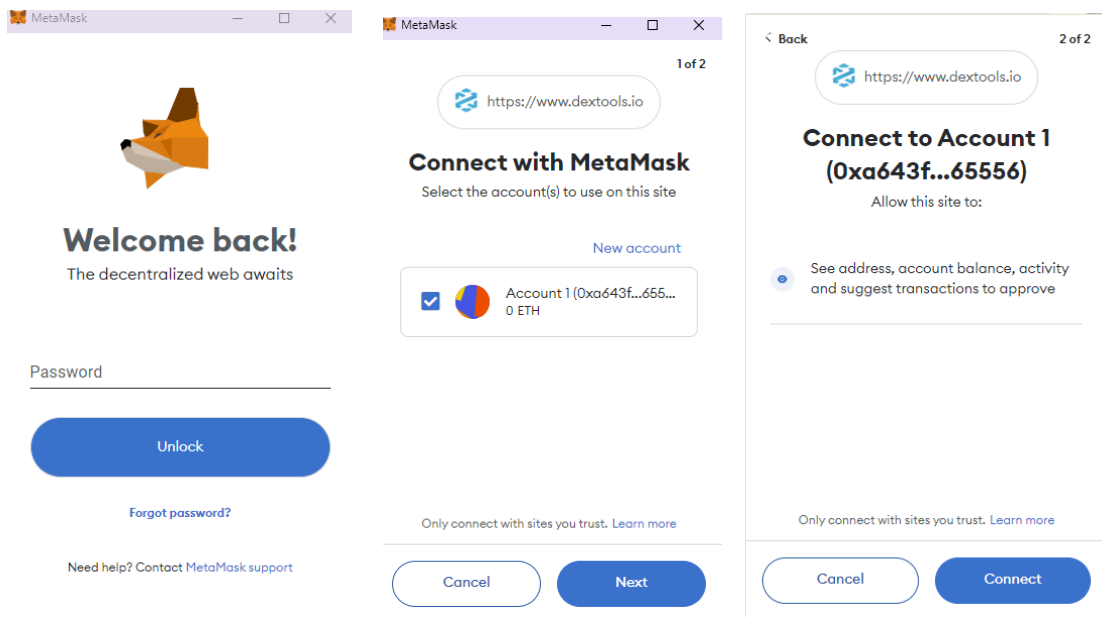 MetaMask
Welcome back!
The decentralized web awaits
Password
Unlock
Forgot password?
Need help? Contact MetaMask support
MetaMask
1 of 2
https://www.dextools.io
Connect with MetaMask
Select the account(s) to use on this site
New account
Account 1 (0xa643f...655...
0 ETH
Only connect with sites you trust. Learn more
Cancel
Next
Back
2 of 2
https://www.dextools.io
Connect to Account 1
(0xa643f...65556)
Allow this site to:
See address, account balance, activity
and suggest transactions to approve
Only connect with sites you trust. Learn more
Cancel
Connect